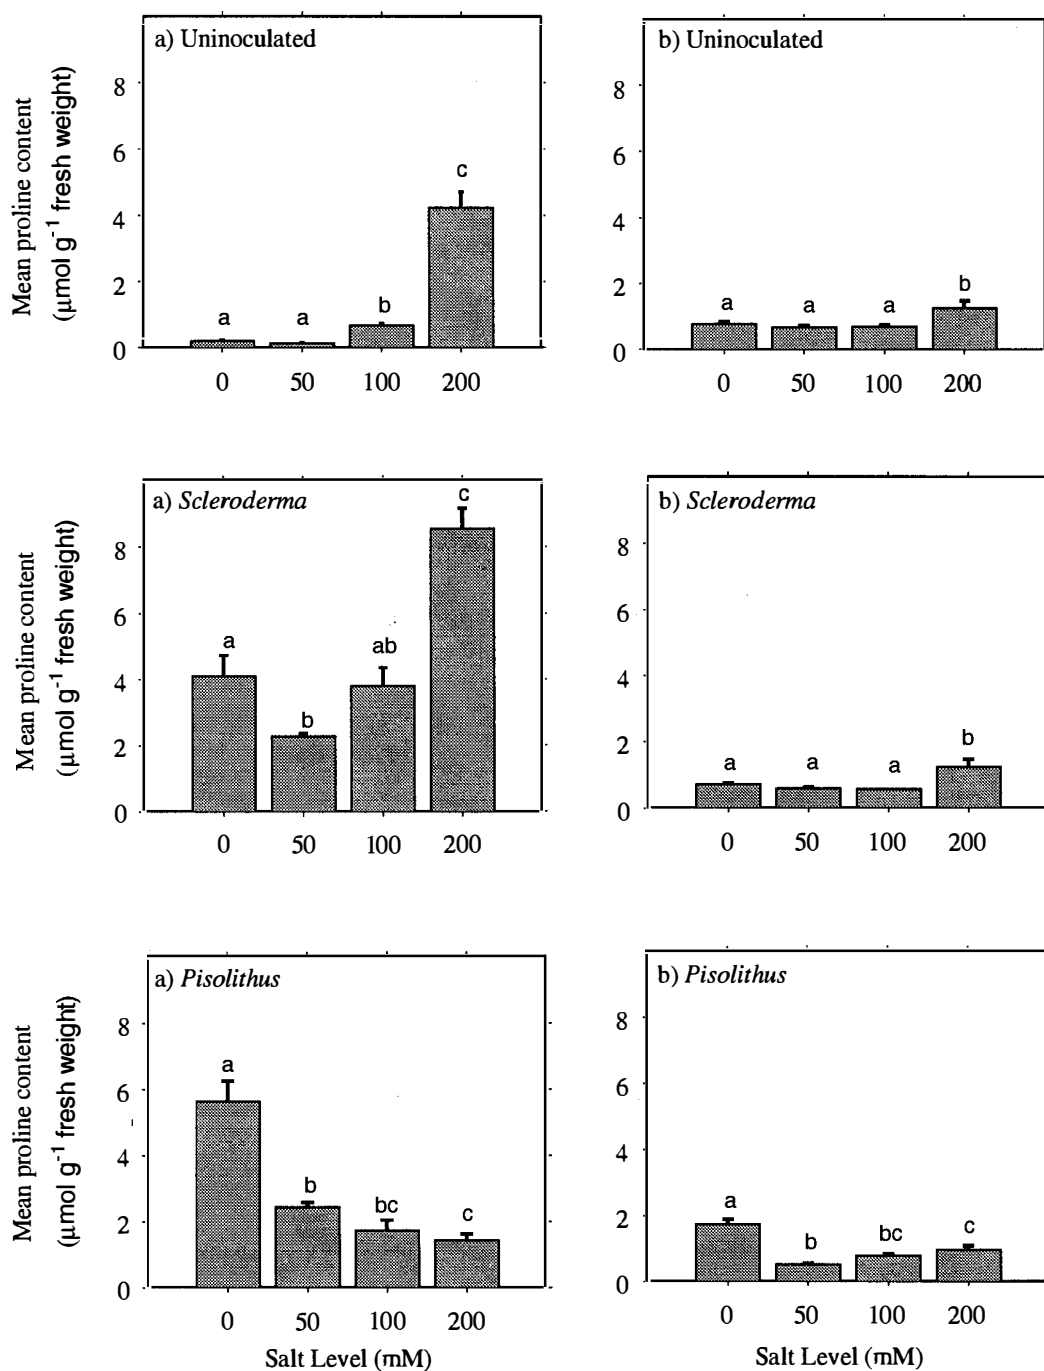 a) Uninoculated
Mean proline content
(μmol g⁻¹ fresh weight)
8
6
4
2
0
a
a
b
c
0 50 100 200
b) Uninoculated
8
6
4
2
0
a
a
a
b
0 50 100 200
a) Scleroderma
Mean proline content
(μmol g⁻¹ fresh weight)
8
6
4
2
0
a
b
ab
c
0 50 100 200
b) Scleroderma
8
6
4
2
0
a
a
a
b
0 50 100 200
a) Pisolithus
Mean proline content
(μmol g⁻¹ fresh weight)
8
6
4
2
0
a
b
bc
c
0 50 100 200
Salt Level (mM)
b) Pisolithus
8
6
4
2
0
a
b
bc
c
0 50 100 200
Salt Level (mM)